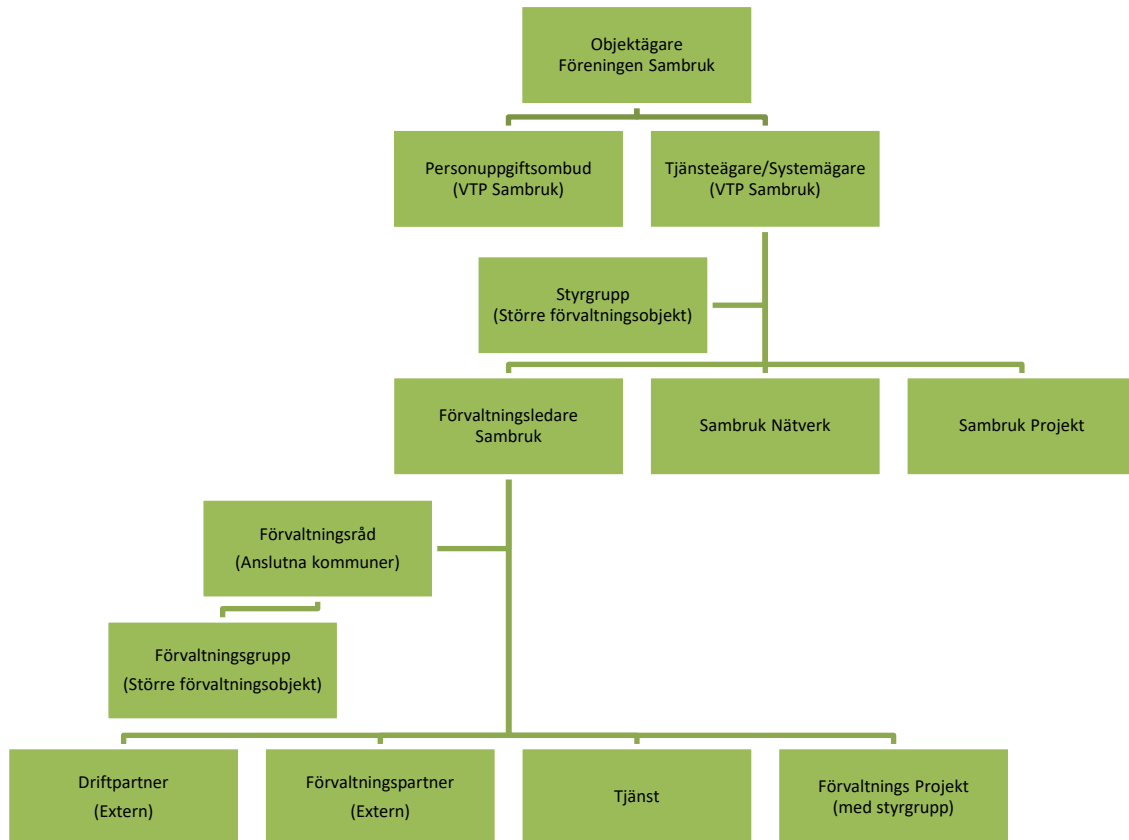 Objektägare
Föreningen Sambruk
Personuppgiftsombud
(VTP Sambruk)
Tjänsteägare/Systemägare
(VTP Sambruk)
Styrgrupp
(Större förvaltningsobjekt)
Förvaltningsledare
Sambruk
Sambruk Nätverk
Sambruk Projekt
Förvaltningsråd
(Anslutna kommuner)
Förvaltningsgrupp
(Större förvaltningsobjekt)
Driftpartner
(Extern)
Förvaltningspartner
(Extern)
Tjänst
Förvaltnings Projekt
(med styrgrupp)